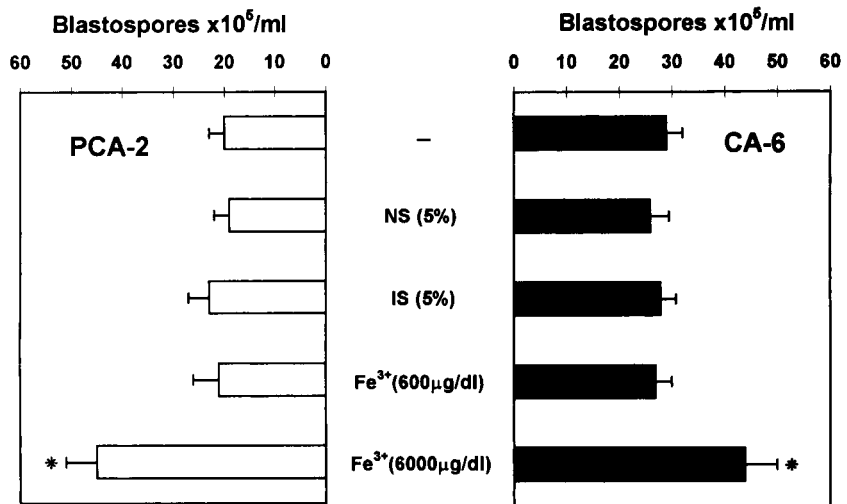 Blastospores x10⁶/ml Blastospores x10⁵/ml
60 50 40 30 20 10 0 0 10 20 30 40 50 60
PCA-2 – CA-6
NS (5%)
IS (5%)
Fe³⁺(600µg/dl)
* Fe³⁺(6000µg/dl) *